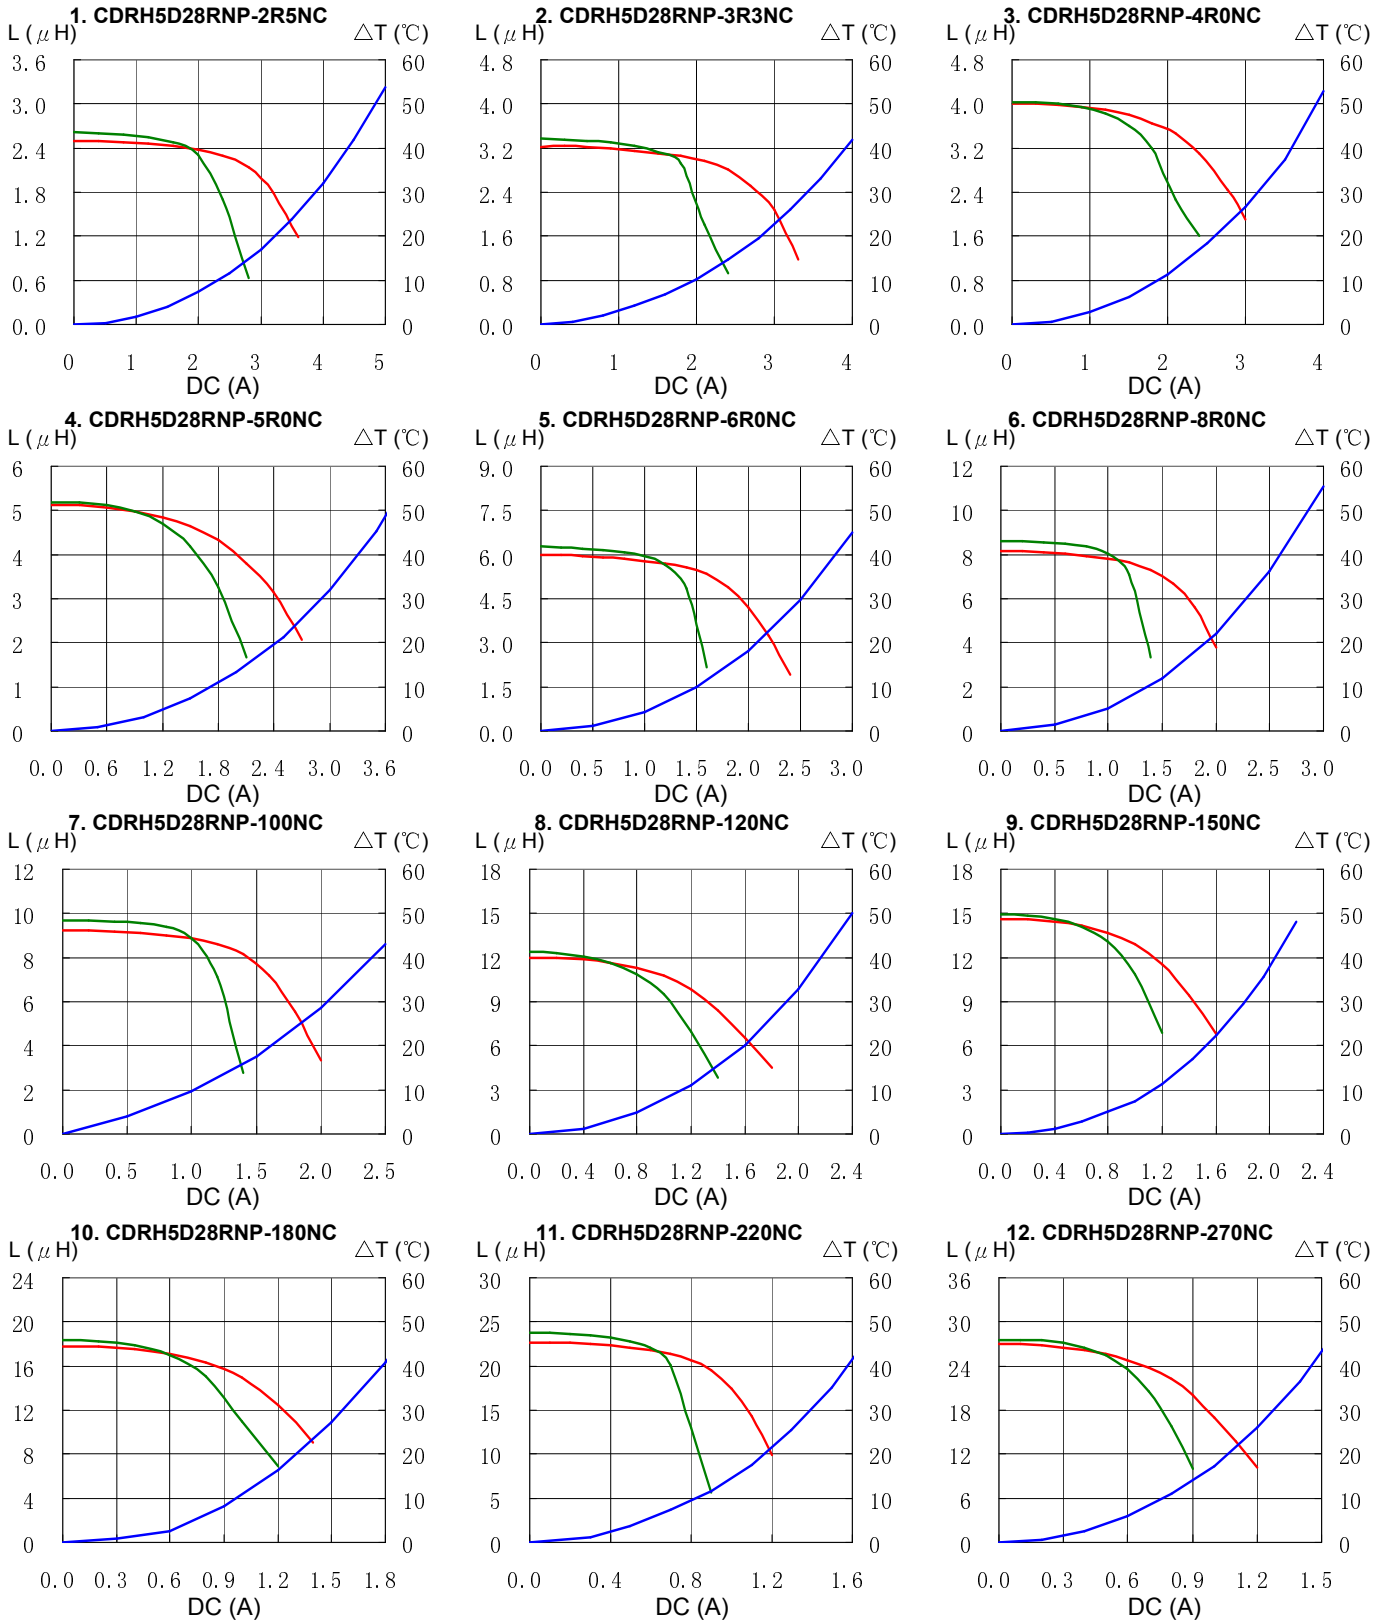 1. CDRH5D28RNP-2R5NC
L (μH) △T (℃)
3.6 60
3.0 50
2.4 40
1.8 30
1.2 20
0.6 10
0.0 0
0 1 2 3 4 5
DC (A)
2. CDRH5D28RNP-3R3NC
L (μH) △T (℃)
4.8 60
4.0 50
3.2 40
2.4 30
1.6 20
0.8 10
0.0 0
0 1 2 3 4
DC (A)
3. CDRH5D28RNP-4R0NC
L (μH) △T (℃)
4.8 60
4.0 50
3.2 40
2.4 30
1.6 20
0.8 10
0.0 0
0 1 2 3 4
DC (A)
4. CDRH5D28RNP-5R0NC
L (μH) △T (℃)
6 60
5 50
4 40
3 30
2 20
1 10
0 0
0.0 0.6 1.2 1.8 2.4 3.0 3.6
DC (A)
5. CDRH5D28RNP-6R0NC
L (μH) △T (℃)
9.0 60
7.5 50
6.0 40
4.5 30
3.0 20
1.5 10
0.0 0
0.0 0.5 1.0 1.5 2.0 2.5 3.0
DC (A)
6. CDRH5D28RNP-8R0NC
L (μH) △T (℃)
12 60
10 50
8 40
6 30
4 20
2 10
0 0
0.0 0.5 1.0 1.5 2.0 3.0
DC (A)
7. CDRH5D28RNP-100NC
L (μH) △T (℃)
12 60
10 50
8 40
6 30
4 20
2 10
0 0
0.0 0.5 1.0 1.5 2.0 2.5
DC (A)
8. CDRH5D28RNP-120NC
L (μH) △T (℃)
18 60
15 50
12 40
9 30
6 20
3 10
0 0
0.0 0.4 0.8 1.2 1.6 2.0 2.4
DC (A)
9. CDRH5D28RNP-150NC
L (μH) △T (℃)
18 60
15 50
12 40
9 30
6 20
3 10
0 0
0.0 0.4 0.8 1.2 1.6 2.0 2.4
DC (A)
10. CDRH5D28RNP-180NC
L (μH) △T (℃)
24 60
20 50
16 40
12 30
8 20
4 10
0 0
0.0 0.3 0.6 0.9 1.2 1.5 1.8
DC (A)
11. CDRH5D28RNP-220NC
L (μH) △T (℃)
30 60
25 50
20 40
15 30
10 20
5 10
0 0
0.0 0.4 0.8 1.2 1.6
DC (A)
12. CDRH5D28RNP-270NC
L (μH) △T (℃)
36 60
30 50
24 40
18 30
12 20
6 10
0 0
0.0 0.3 0.6 0.9 1.2 1.5
DC (A)